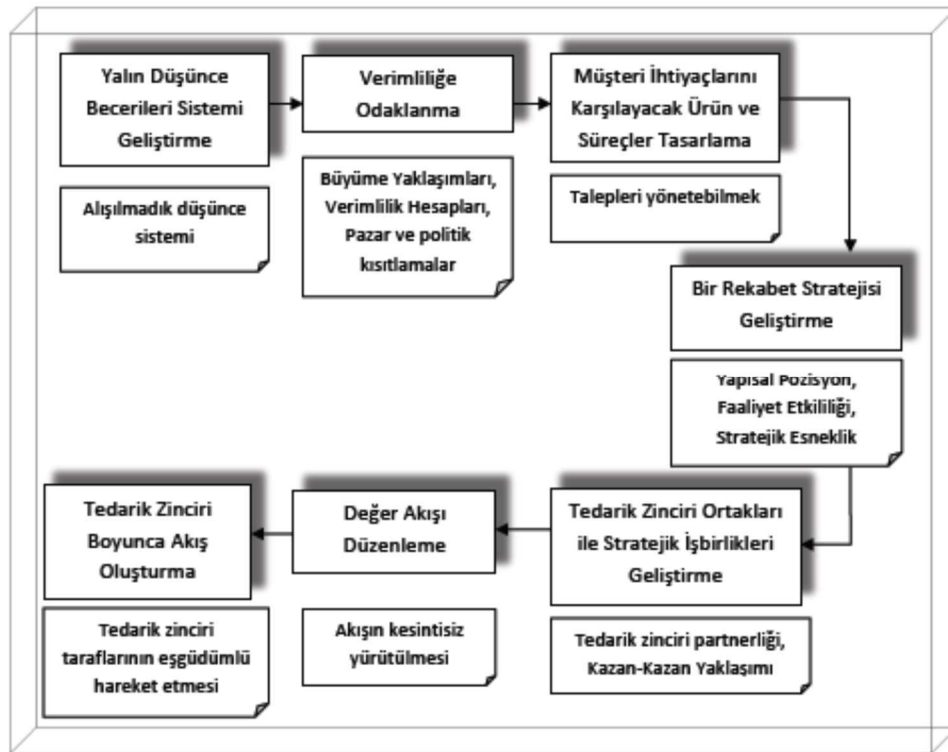 Yalın Düşünce
Becerileri Sistemi
Geliştirme
Alışılmadık düşünce
sistemi
Verimliliğe
Odaklanma
Büyüme Yaklaşımları,
Verimlilik Hesapları,
Pazar ve politik
kısıtlamalar
Müşteri İhtiyaçlarını
Karşılayacak Ürün ve
Süreçler Tasarlama
Talepleri yönetebilmek
Bir Rekabet Stratejisi
Geliştirme
Yapısal Pozisyon,
Faaliyet Etkililiği,
Stratejik Esneklik
Tedarik Zinciri Ortakları
ile Stratejik İşbirlikleri
Geliştirme
Tedarik zinciri partnerliği,
Kazan-Kazan Yaklaşımı
Değer Akışı
Düzenleme
Akışın kesintisiz
yürütülmesi
Tedarik Zinciri
Boyunca Akış
Oluşturma
Tedarik zinciri
taraflarının eşgüdümlü
hareket etmesi